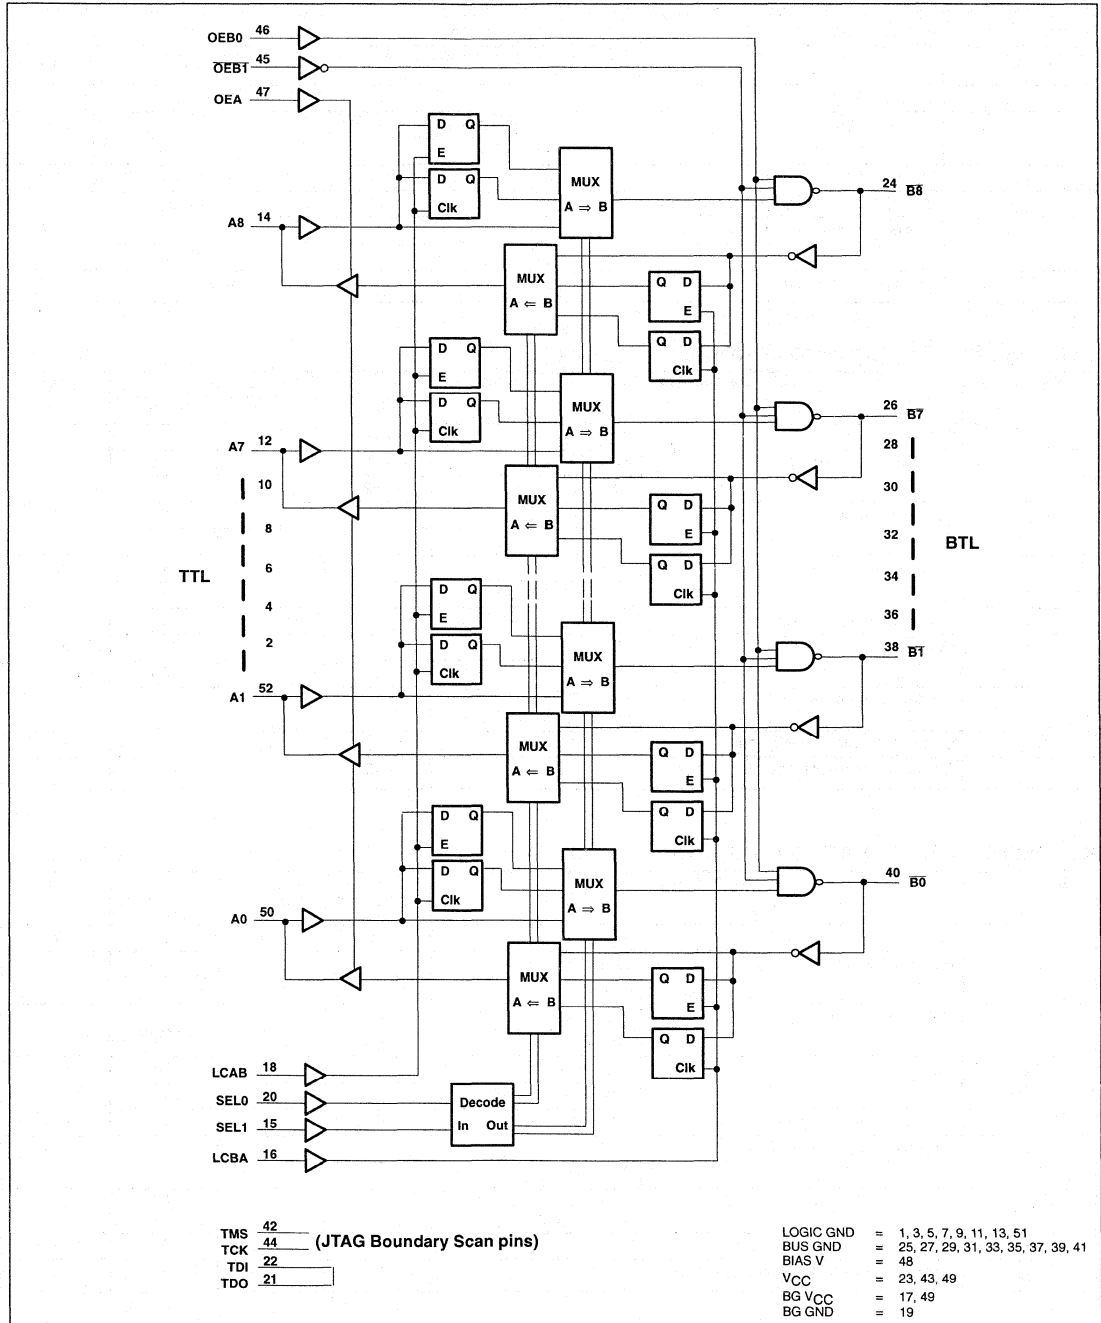 OEB0 46
OEB1 45
OEA 47
D Q
E
D Q
Clk
MUX
A ⇒ B
24 B8
A8 14
MUX
A ⇐ B
Q D
E
Q D
Clk
D Q
E
D Q
Clk
MUX
A ⇒ B
26 B7
A7 12
MUX
A ⇐ B
Q D
E
Q D
Clk
10
8
6
4
2
TTL
28
30
32
34
36
BTL
D Q
E
D Q
Clk
MUX
A ⇒ B
38 B1
A1 52
MUX
A ⇐ B
Q D
E
Q D
Clk
D Q
E
D Q
Clk
MUX
A ⇒ B
40 B0
A0 50
MUX
A ⇐ B
Q D
E
Q D
Clk
LCAB 18
SEL0 20
SEL1 15
LCBA 16
Decode
In Out
TMS 42
TCK 44
(JTAG Boundary Scan pins)
TDI 22
TDO 21
LOGIC GND = 1, 3, 5, 7, 9, 11, 13, 51
BUS GND = 25, 27, 29, 31, 33, 35, 37, 39, 41
BIAS V = 48
VCC = 23, 43, 49
BG VCC = 17, 49
BG GND = 19